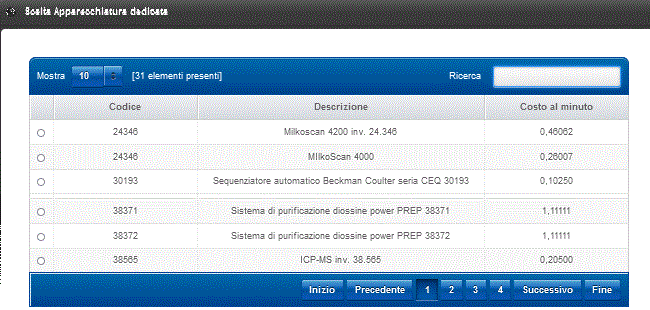 Scelta Apparecchiatura dedicata
Mostra 10 [31 elementi presenti] Ricerca
Codice Descrizione Costo al minuto
24346 Milkoscan 4200 inv. 24.346 0,46062
24346 MIlkoScan 4000 0,26007
30193 Sequenziatore automatico Beckman Coulter seria CEQ 30193 0,10250
38371 Sistema di purificazione diossine power PREP 38371 1,11111
38372 Sistema di purificazione diossine power PREP 38372 1,11111
38565 ICP-MS inv. 38.565 0,20500
Inizio Precedente 1 2 3 4 Successivo Fine